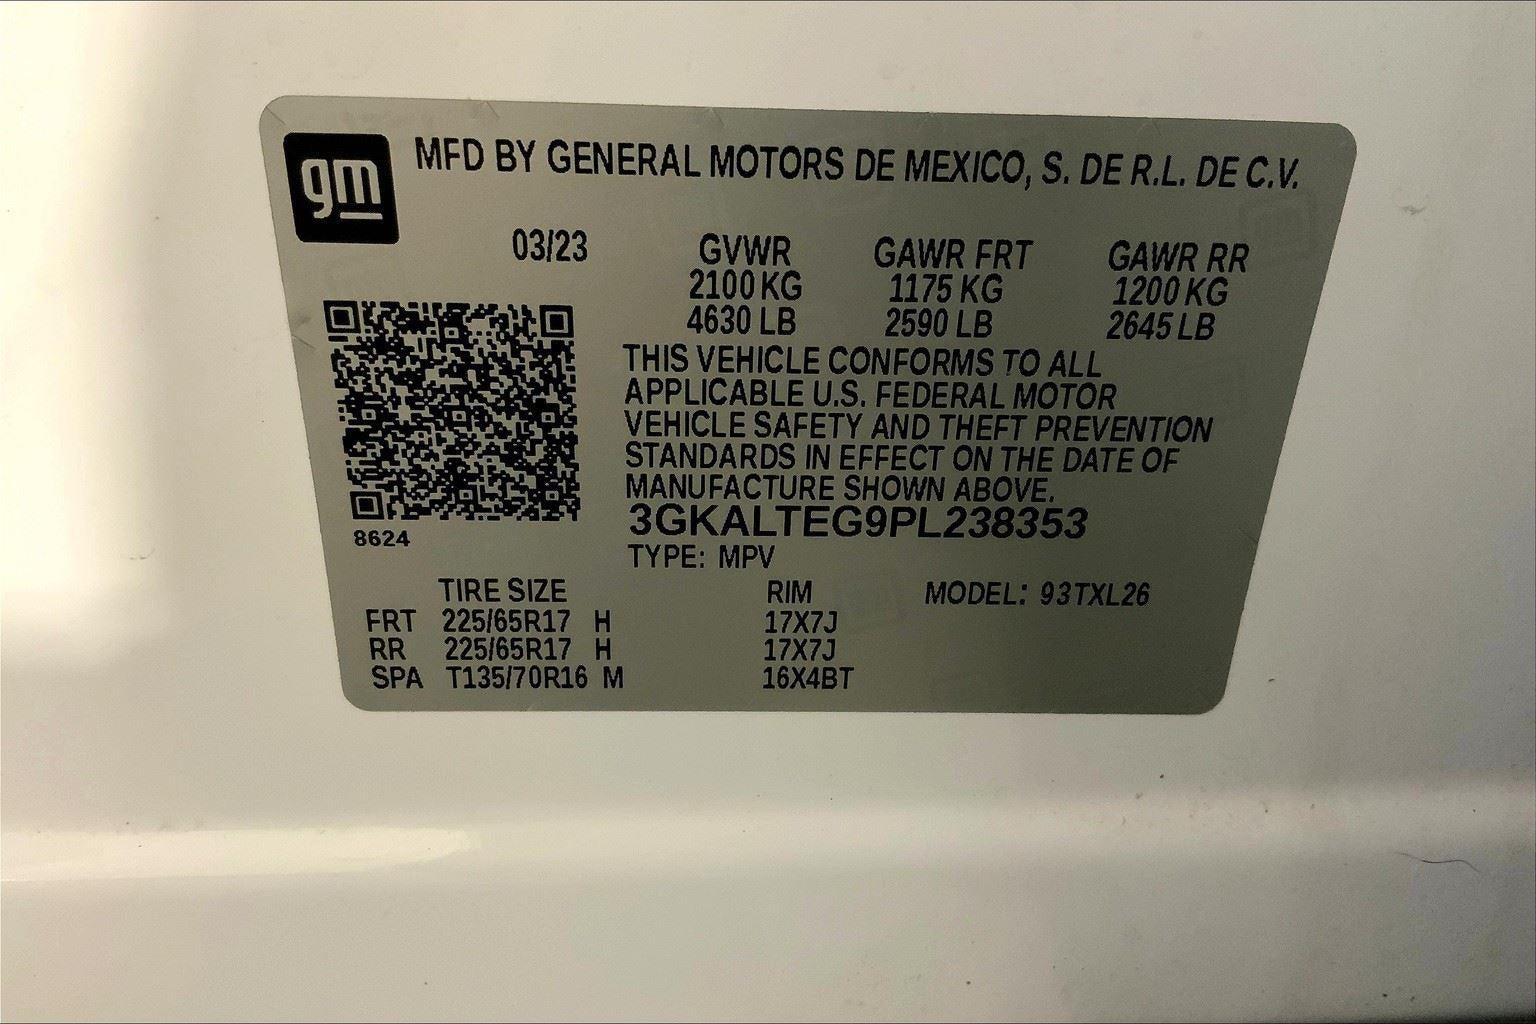 gm
MFD BY GENERAL MOTORS DE MEXICO, S. DE R.L. DE C.V.
03/23 GVWR GAWR FRT GAWR RR
2100 KG 1175 KG 1200 KG
4630 LB 2590 LB 2645 LB
THIS VEHICLE CONFORMS TO ALL
APPLICABLE U.S. FEDERAL MOTOR
VEHICLE SAFETY AND THEFT PREVENTION
STANDARDS IN EFFECT ON THE DATE OF
MANUFACTURE SHOWN ABOVE.
3GKALTEG9PL238353
8624
TYPE: MPV
TIRE SIZE RIM MODEL: 93TXL26
FRT 225/65R17 H 17X7J
RR 225/65R17 H 17X7J
SPA T135/70R16 M 16X4BT